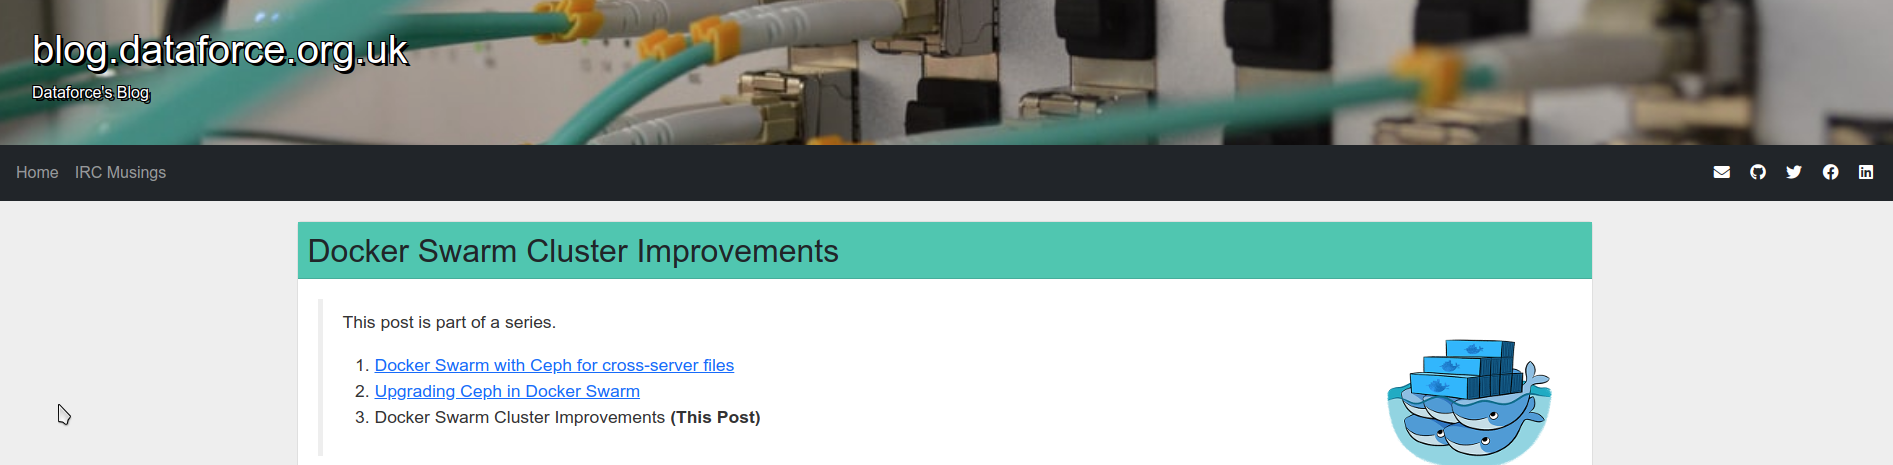 blog.dataforce.org.uk
Dataforce's Blog
Home IRC Musings
Docker Swarm Cluster Improvements
This post is part of a series.
1. Docker Swarm with Ceph for cross-server files
2. Upgrading Ceph in Docker Swarm
3. Docker Swarm Cluster Improvements (This Post)